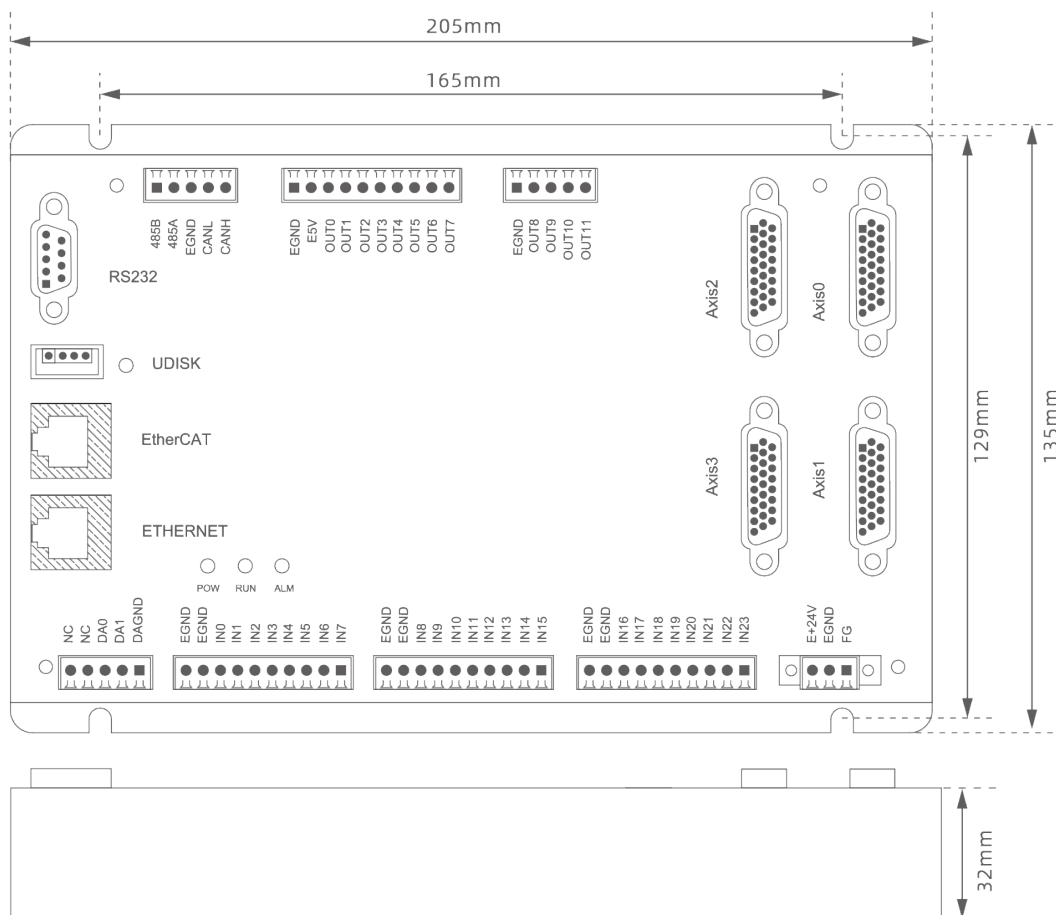 205mm
165mm
485B
485A
EGND
CANL
CANH
EGND
E5V
OUT0
OUT1
OUT2
OUT3
OUT4
OUT5
OUT6
OUT7
EGND
OUT8
OUT9
OUT10
OUT11
RS232
Axis2
Axis0
UDISK
EtherCAT
129mm
135mm
Axis3
Axis1
ETHERNET
POW
RUN
ALM
NC
NC
DA0
DA1
DAGND
EGND
EGND
IN0
IN1
IN2
IN3
IN4
IN5
IN6
IN7
EGND
EGND
IN8
IN9
IN10
IN11
IN12
IN13
IN14
IN15
EGND
EGND
IN16
IN17
IN18
IN19
IN20
IN21
IN22
IN23
E+24V
EGND
FG
32mm